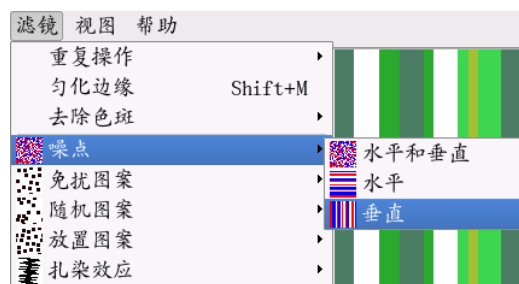 滤镜 视图 帮助
重复操作
匀化边缘 Shift+M
去除色斑
噪点
水平和垂直
免扰图案
水平
随机图案
垂直
放置图案
扎染效应